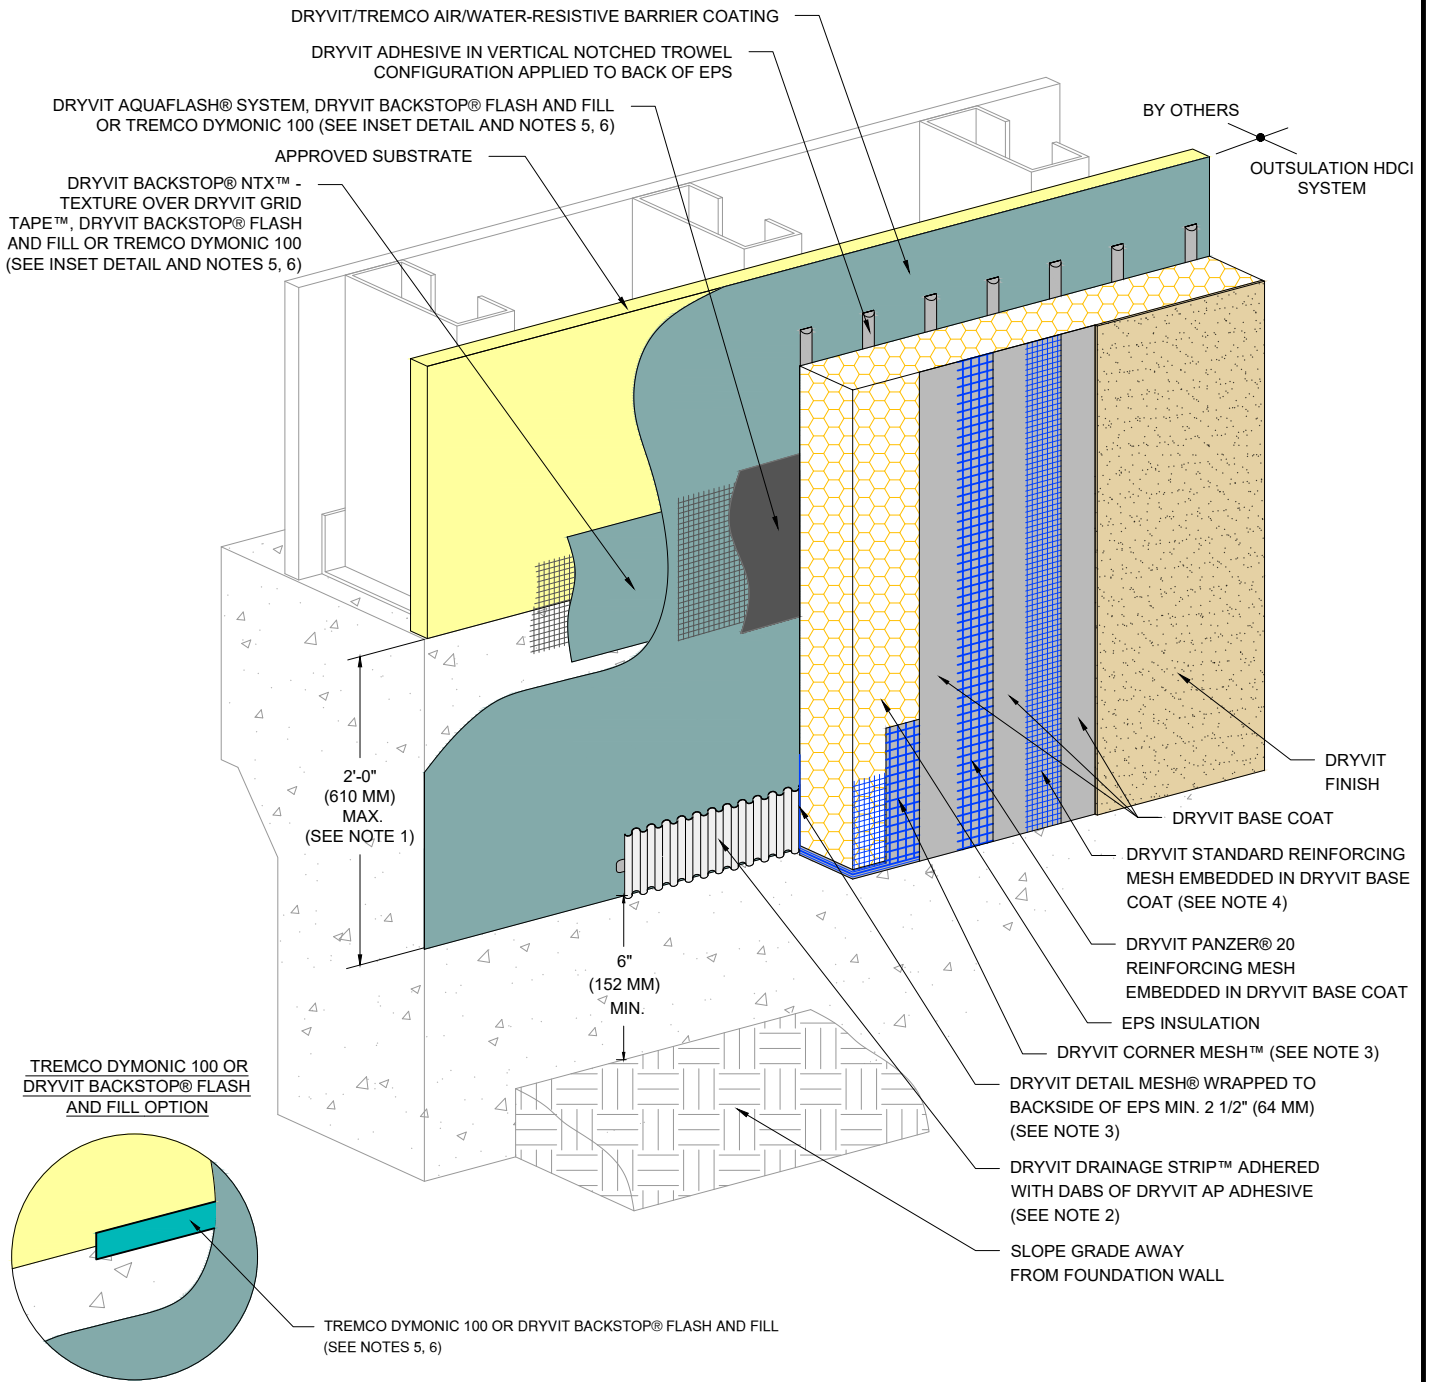 DRYVIT/TREMCO AIR/WATER-RESISTIVE BARRIER COATING
DRYVIT ADHESIVE IN VERTICAL NOTCHED TROWEL
CONFIGURATION APPLIED TO BACK OF EPS
DRYVIT AQUAFLASH® SYSTEM, DRYVIT BACKSTOP® FLASH AND FILL
OR TREMCO DYMONIC 100 (SEE INSET DETAIL AND NOTES 5, 6)
APPROVED SUBSTRATE
DRYVIT BACKSTOP® NTX™ -
TEXTURE OVER DRYVIT GRID
TAPE™, DRYVIT BACKSTOP® FLASH
AND FILL OR TREMCO DYMONIC 100
(SEE INSET DETAIL AND NOTES 5, 6)
BY OTHERS
OUTSULATION HDCI
SYSTEM
2'-0"
(610 MM)
MAX.
(SEE NOTE 1)
6"
(152 MM)
MIN.
DRYVIT
FINISH
DRYVIT BASE COAT
DRYVIT STANDARD REINFORCING
MESH EMBEDDED IN DRYVIT BASE
COAT (SEE NOTE 4)
DRYVIT PANZER® 20
REINFORCING MESH
EMBEDDED IN DRYVIT BASE COAT
EPS INSULATION
DRYVIT CORNER MESH™ (SEE NOTE 3)
DRYVIT DETAIL MESH® WRAPPED TO
BACKSIDE OF EPS MIN. 2 1/2" (64 MM)
(SEE NOTE 3)
DRYVIT DRAINAGE STRIP™ ADHERED
WITH DABS OF DRYVIT AP ADHESIVE
(SEE NOTE 2)
SLOPE GRADE AWAY
FROM FOUNDATION WALL
TREMCO DYMONIC 100 OR
DRYVIT BACKSTOP® FLASH
AND FILL OPTION
TREMCO DYMONIC 100 OR DRYVIT BACKSTOP® FLASH AND FILL
(SEE NOTES 5, 6)